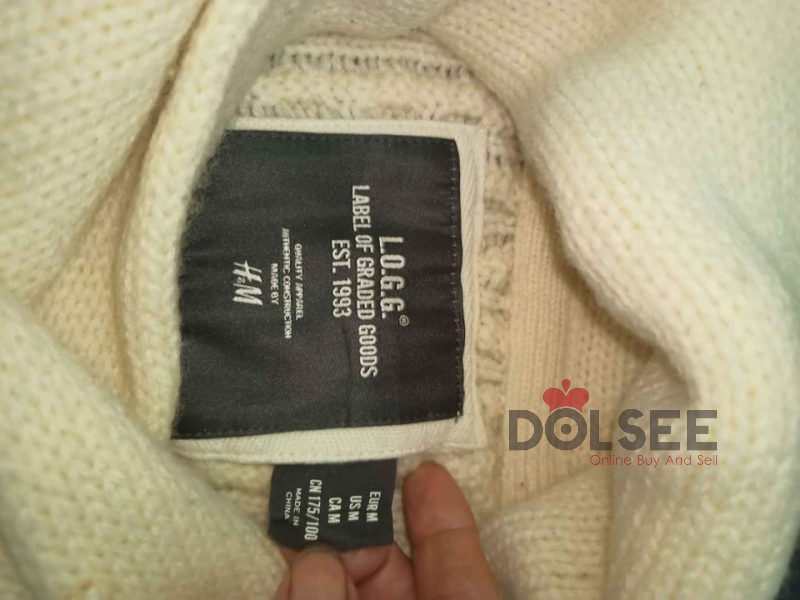 L.O.G.G.®
LABEL OF GRADED GOODS
EST. 1993
QUALITY APPAREL
AUTHENTIC CONSTRUCTION
MADE BY
H&M
EUR M
US M
CA M
CN 175/100
MADE IN
CHINA
DOLSEE
Online Buy And Sell